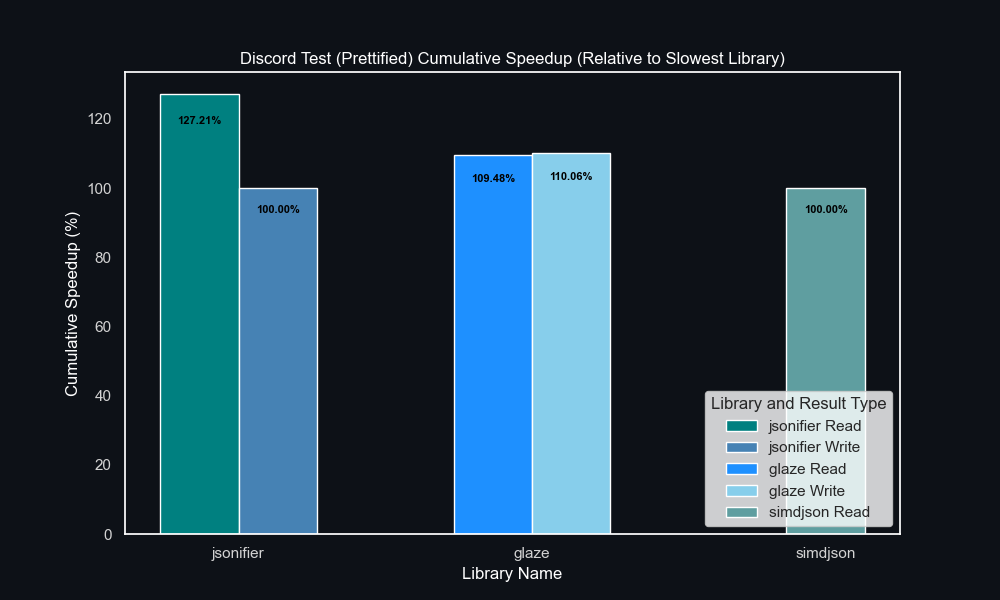 Discord Test (Prettified) Cumulative Speedup (Relative to Slowest Library)
Cumulative Speedup (%)
120
100
80
60
40
20
0
127.21%
100.00%
109.48%
110.06%
100.00%
Library and Result Type
jsonifier Read
jsonifier Write
glaze Read
glaze Write
simdjson Read
jsonifier
glaze
simdjson
Library Name